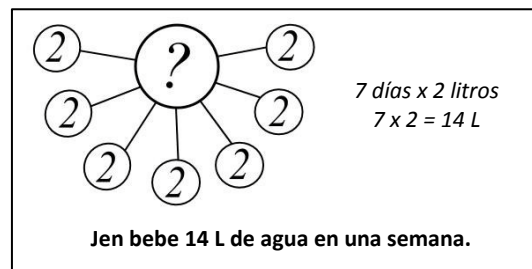 2 ? 2
2 2
2 2 2
7 días x 2 litros
7 x 2 = 14 L
Jen bebe 14 L de agua en una semana.